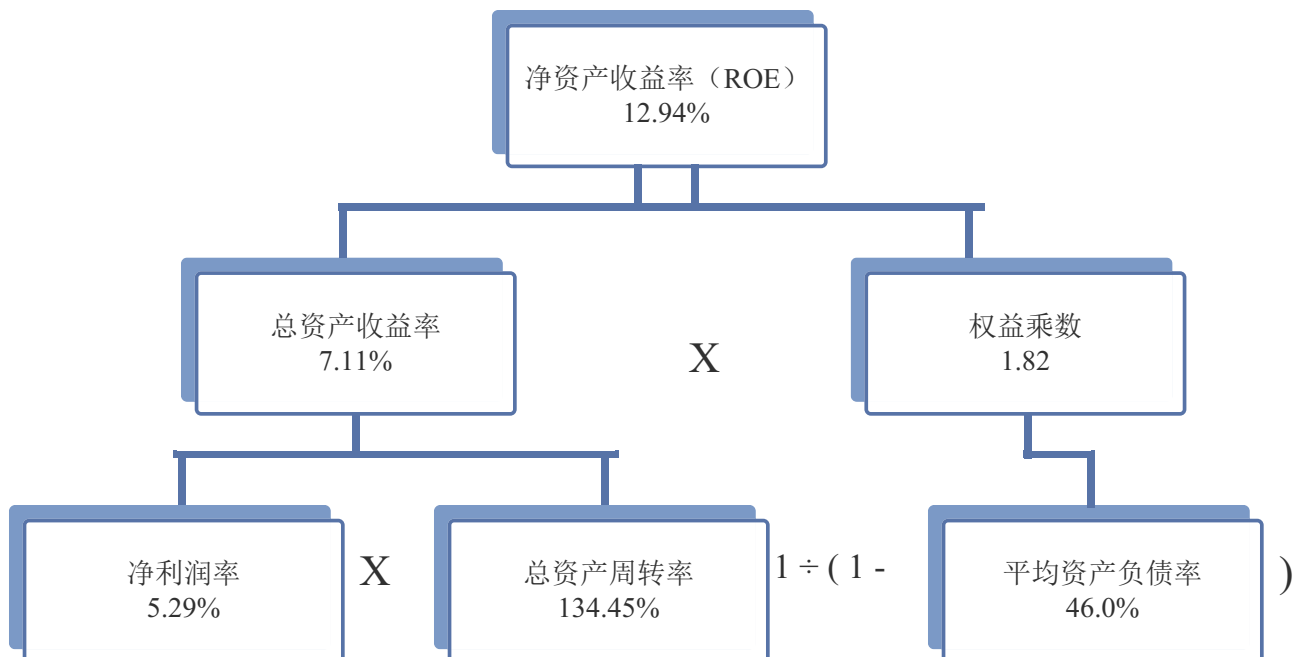 净资产收益率（ROE）
12.94%
总资产收益率
7.11%
X
权益乘数
1.82
净利润率
5.29%
X
总资产周转率
134.45%
1 ÷ ( 1 -
平均资产负债率
46.0%
)